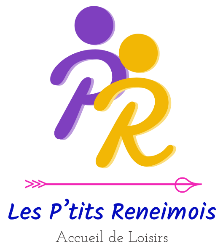 PR
Les P'tits Reneimois
Accueil de Loisirs